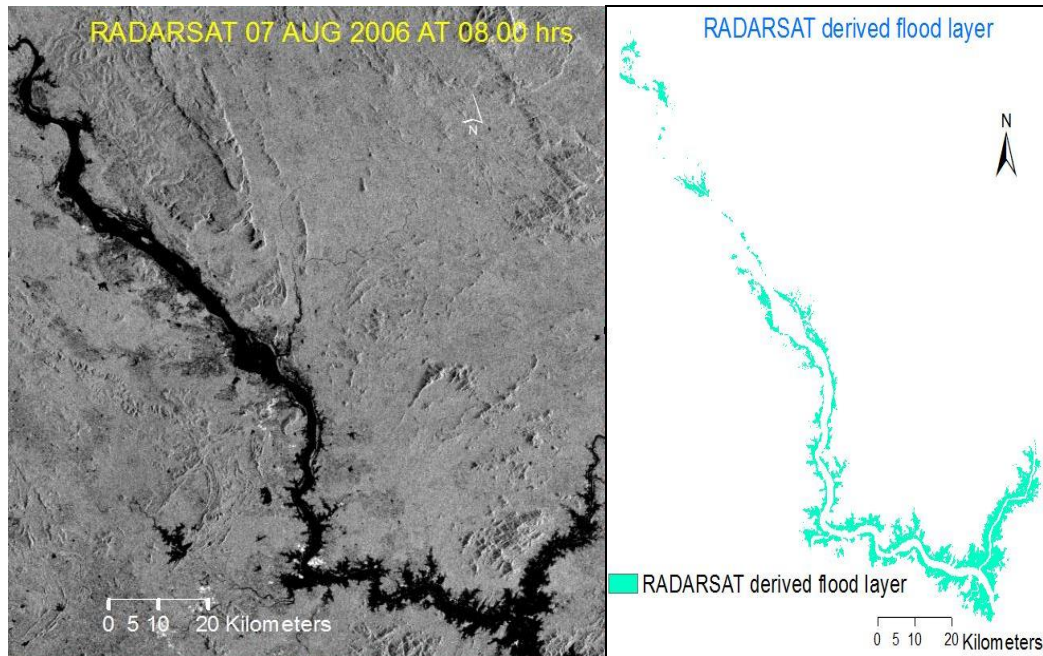 RADARSAT 07 AUG 2006 AT 08.00 hrs
N
0 5 10 20 Kilometers
RADARSAT derived flood layer
N
RADARSAT derived flood layer
0 5 10 20 Kilometers